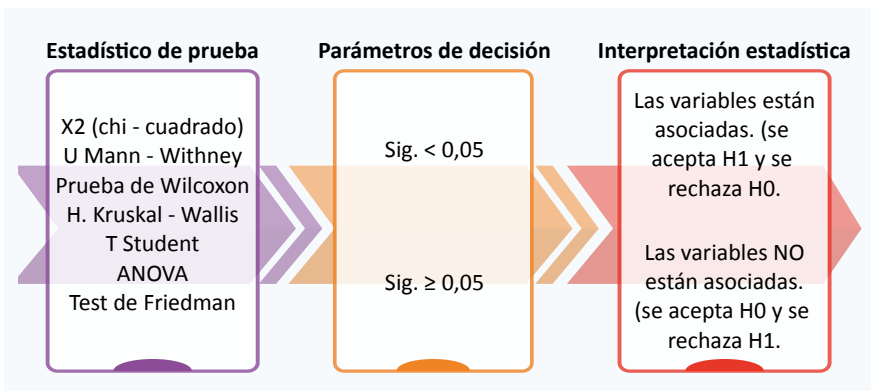 Estadístico de prueba
X2 (chi - cuadrado)
U Mann - Withney
Prueba de Wilcoxon
H. Kruskal - Wallis
T Student
ANOVA
Test de Friedman
Parámetros de decisión
Sig. < 0,05
Sig. ≥ 0,05
Interpretación estadística
Las variables están
asociadas. (se
acepta H1 y se
rechaza H0.
Las variables NO
están asociadas.
(se acepta H0 y se
rechaza H1.